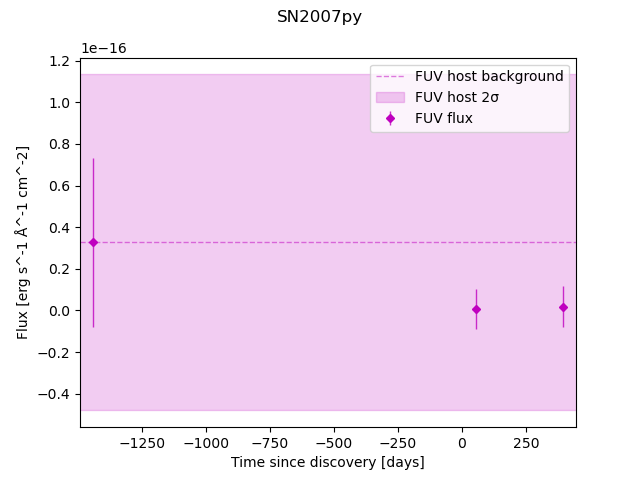 SN2007py
1e−16
1.2
1.0
0.8
0.6
0.4
0.2
0.0
−0.2
−0.4
Flux [erg s^-1 Å^-1 cm^-2]
FUV host background
FUV host 2σ
FUV flux
−1250 −1000 −750 −500 −250 0 250
Time since discovery [days]